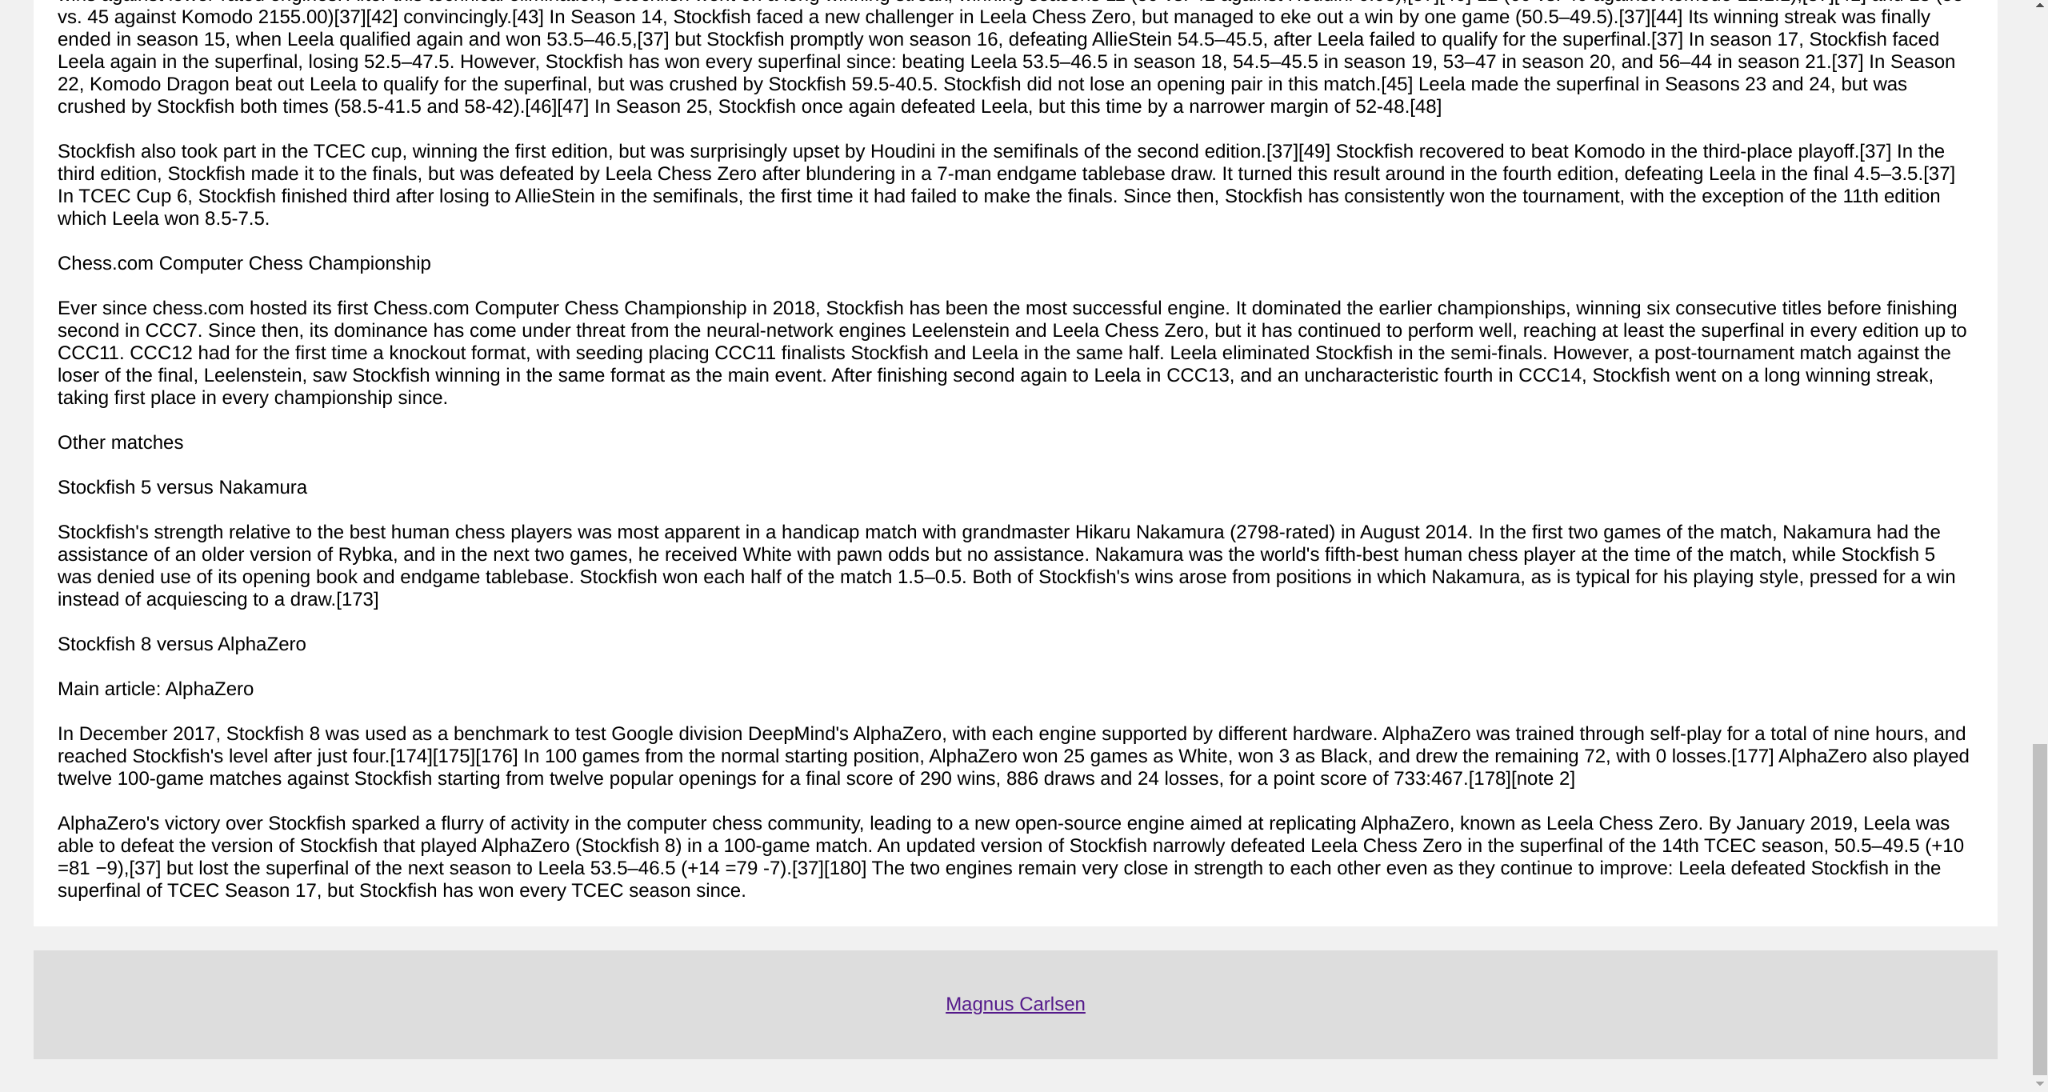 vs. 45 against Komodo 2155.00)[37][42] convincingly.[43] In Season 14, Stockfish faced a new challenger in Leela Chess Zero, but managed to eke out a win by one game (50.5–49.5).[37][44] Its winning streak was finally
ended in season 15, when Leela qualified again and won 53.5–46.5,[37] but Stockfish promptly won season 16, defeating AllieStein 54.5–45.5, after Leela failed to qualify for the superfinal.[37] In season 17, Stockfish faced
Leela again in the superfinal, losing 52.5–47.5. However, Stockfish has won every superfinal since: beating Leela 53.5–46.5 in season 18, 54.5–45.5 in season 19, 53–47 in season 20, and 56–44 in season 21.[37] In Season
22, Komodo Dragon beat out Leela to qualify for the superfinal, but was crushed by Stockfish 59.5-40.5. Stockfish did not lose an opening pair in this match.[45] Leela made the superfinal in Seasons 23 and 24, but was
crushed by Stockfish both times (58.5-41.5 and 58-42).[46][47] In Season 25, Stockfish once again defeated Leela, but this time by a narrower margin of 52-48.[48]
Stockfish also took part in the TCEC cup, winning the first edition, but was surprisingly upset by Houdini in the semifinals of the second edition.[37][49] Stockfish recovered to beat Komodo in the third-place playoff.[37] In the
third edition, Stockfish made it to the finals, but was defeated by Leela Chess Zero after blundering in a 7-man endgame tablebase draw. It turned this result around in the fourth edition, defeating Leela in the final 4.5–3.5.[37]
In TCEC Cup 6, Stockfish finished third after losing to AllieStein in the semifinals, the first time it had failed to make the finals. Since then, Stockfish has consistently won the tournament, with the exception of the 11th edition
which Leela won 8.5-7.5.
Chess.com Computer Chess Championship
Ever since chess.com hosted its first Chess.com Computer Chess Championship in 2018, Stockfish has been the most successful engine. It dominated the earlier championships, winning six consecutive titles before finishing
second in CCC7. Since then, its dominance has come under threat from the neural-network engines Leelenstein and Leela Chess Zero, but it has continued to perform well, reaching at least the superfinal in every edition up to
CCC11. CCC12 had for the first time a knockout format, with seeding placing CCC11 finalists Stockfish and Leela in the same half. Leela eliminated Stockfish in the semi-finals. However, a post-tournament match against the
loser of the final, Leelenstein, saw Stockfish winning in the same format as the main event. After finishing second again to Leela in CCC13, and an uncharacteristic fourth in CCC14, Stockfish went on a long winning streak,
taking first place in every championship since.
Other matches
Stockfish 5 versus Nakamura
Stockfish's strength relative to the best human chess players was most apparent in a handicap match with grandmaster Hikaru Nakamura (2798-rated) in August 2014. In the first two games of the match, Nakamura had the
assistance of an older version of Rybka, and in the next two games, he received White with pawn odds but no assistance. Nakamura was the world's fifth-best human chess player at the time of the match, while Stockfish 5
was denied use of its opening book and endgame tablebase. Stockfish won each half of the match 1.5–0.5. Both of Stockfish's wins arose from positions in which Nakamura, as is typical for his playing style, pressed for a win
instead of acquiescing to a draw.[173]
Stockfish 8 versus AlphaZero
Main article: AlphaZero
In December 2017, Stockfish 8 was used as a benchmark to test Google division DeepMind's AlphaZero, with each engine supported by different hardware. AlphaZero was trained through self-play for a total of nine hours, and
reached Stockfish's level after just four.[174][175][176] In 100 games from the normal starting position, AlphaZero won 25 games as White, won 3 as Black, and drew the remaining 72, with 0 losses.[177] AlphaZero also played
twelve 100-game matches against Stockfish starting from twelve popular openings for a final score of 290 wins, 886 draws and 24 losses, for a point score of 733:467.[178][note 2]
AlphaZero's victory over Stockfish sparked a flurry of activity in the computer chess community, leading to a new open-source engine aimed at replicating AlphaZero, known as Leela Chess Zero. By January 2019, Leela was
able to defeat the version of Stockfish that played AlphaZero (Stockfish 8) in a 100-game match. An updated version of Stockfish narrowly defeated Leela Chess Zero in the superfinal of the 14th TCEC season, 50.5–49.5 (+10
=81 −9),[37] but lost the superfinal of the next season to Leela 53.5–46.5 (+14 =79 -7).[37][180] The two engines remain very close in strength to each other even as they continue to improve: Leela defeated Stockfish in the
superfinal of TCEC Season 17, but Stockfish has won every TCEC season since.
Magnus Carlsen